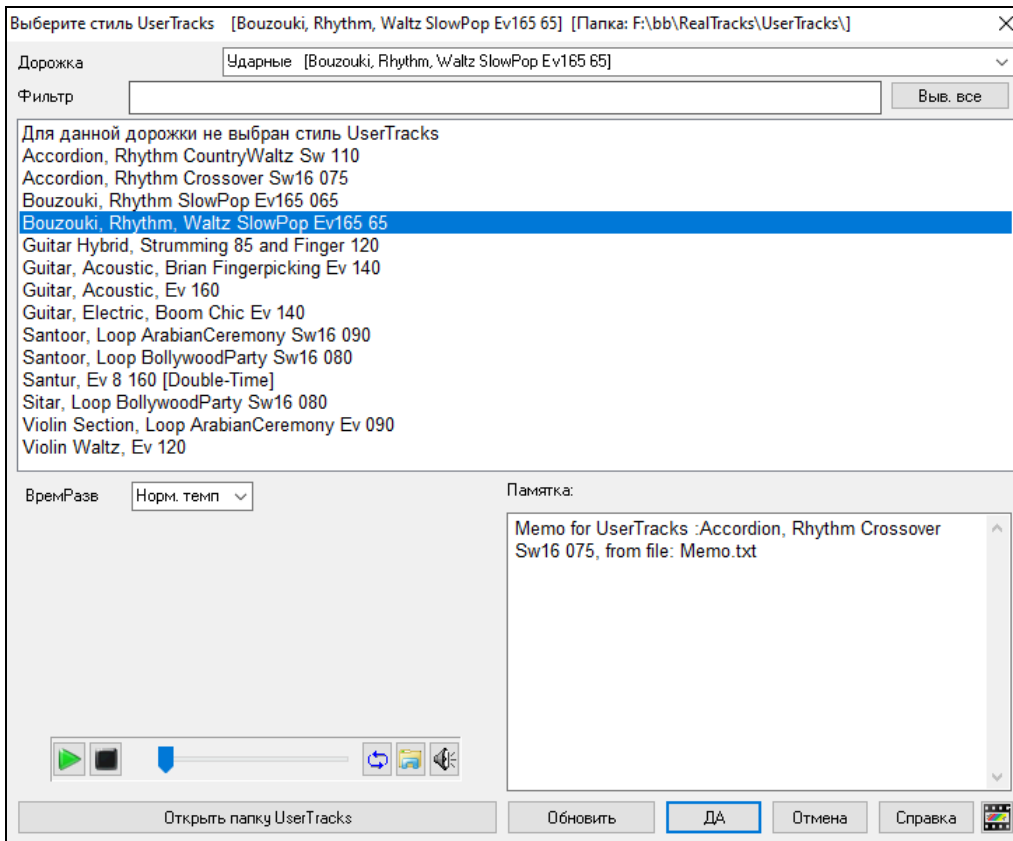 Выберите стиль UserTracks [Bouzouki, Rhythm, Waltz SlowPop Ev165 65] [Папка: F:\bb\RealTracks\UserTracks\]
Дорожка
Ударные [Bouzouki, Rhythm, Waltz SlowPop Ev165 65]
Фильтр
Выв. все
Для данной дорожки не выбран стиль UserTracks
Accordion, Rhythm CountryWaltz Sw 110
Accordion, Rhythm Crossover Sw16 075
Bouzouki, Rhythm SlowPop Ev165 065
Bouzouki, Rhythm, Waltz SlowPop Ev165 65
Guitar Hybrid, Strumming 85 and Finger 120
Guitar, Acoustic, Brian Fingerpicking Ev 140
Guitar, Acoustic, Ev 160
Guitar, Electric, Boom Chic Ev 140
Santoor, Loop ArabianCeremony Sw16 090
Santoor, Loop BollywoodParty Sw16 080
Santur, Ev 8 160 [Double-Time]
Sitar, Loop BollywoodParty Sw16 080
Violin Section, Loop ArabianCeremony Ev 090
Violin Waltz, Ev 120
ВремРазв
Норм. темп
Памятка:
Memo for UserTracks :Accordion, Rhythm Crossover
Sw16 075, from file: Memo.txt
Открыть папку UserTracks
Обновить
ДА
Отмена
Справка